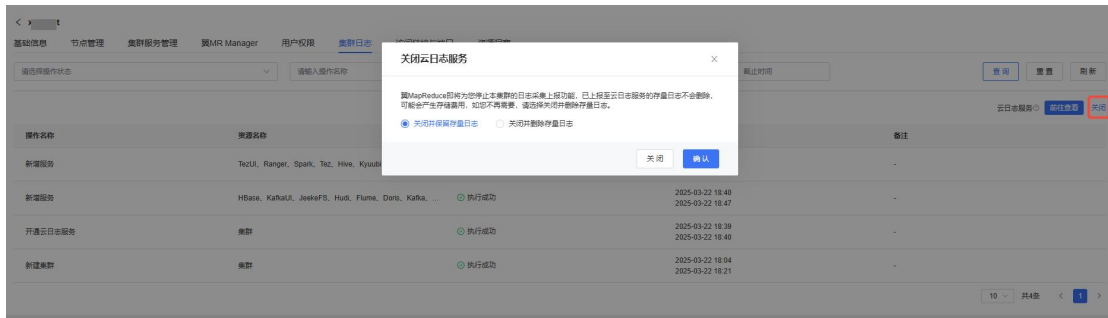 基础信息 节点管理 集群服务管理 翼MR Manager 用户权限 集群日志
请选择操作状态 请输入操作名称 截止时间 查询 重置 刷新
云日志服务 前往查看 关闭
关闭云日志服务
翼MapReduce即将为您停止本集群的日志采集上报功能，已上报至云日志服务的存量日志不会删除，
可能会产生存储费用，如您不再需要，请选择关闭并删除存量日志。
关闭并保留存量日志 关闭并删除存量日志
关闭 确认
操作名称 资源名称 备注
新增服务 TezUI、Ranger、Spark、Tez、Hive、Kyuubi -
新增服务 HBase、KafkaUI、JeekeFS、Hudi、Flume、Doris、Kafka、... 执行成功 2025-03-22 18:40 -
2025-03-22 18:47
开通云日志服务 集群 执行成功 2025-03-22 18:39 -
2025-03-22 18:40
新建集群 集群 执行成功 2025-03-22 18:04 -
2025-03-22 18:21
10 共4条 < 1 >